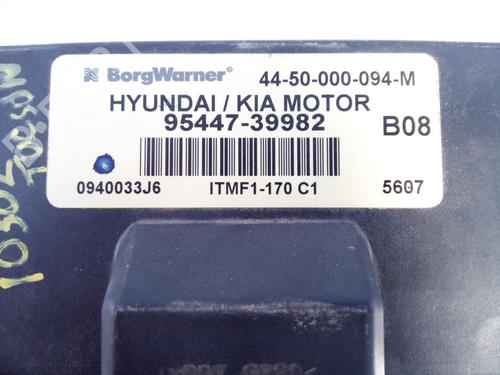 BorgWarner® 44-50-000-094-M
HYUNDAI / KIA MOTOR
95447-39982 B08
0940033J6 ITMF1-170 C1 5607